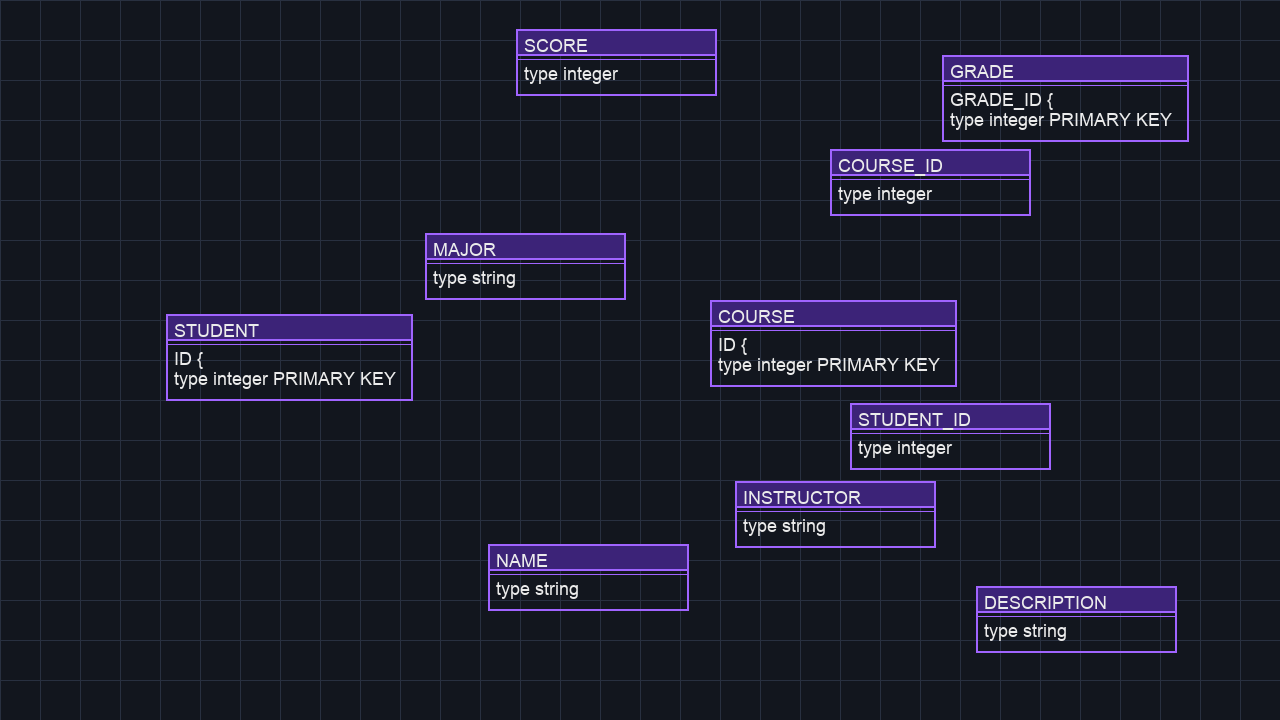 SCORE
type integer
GRADE
GRADE_ID {
type integer PRIMARY KEY
COURSE_ID
type integer
MAJOR
type string
STUDENT
ID {
type integer PRIMARY KEY
COURSE
ID {
type integer PRIMARY KEY
STUDENT_ID
type integer
INSTRUCTOR
type string
NAME
type string
DESCRIPTION
type string